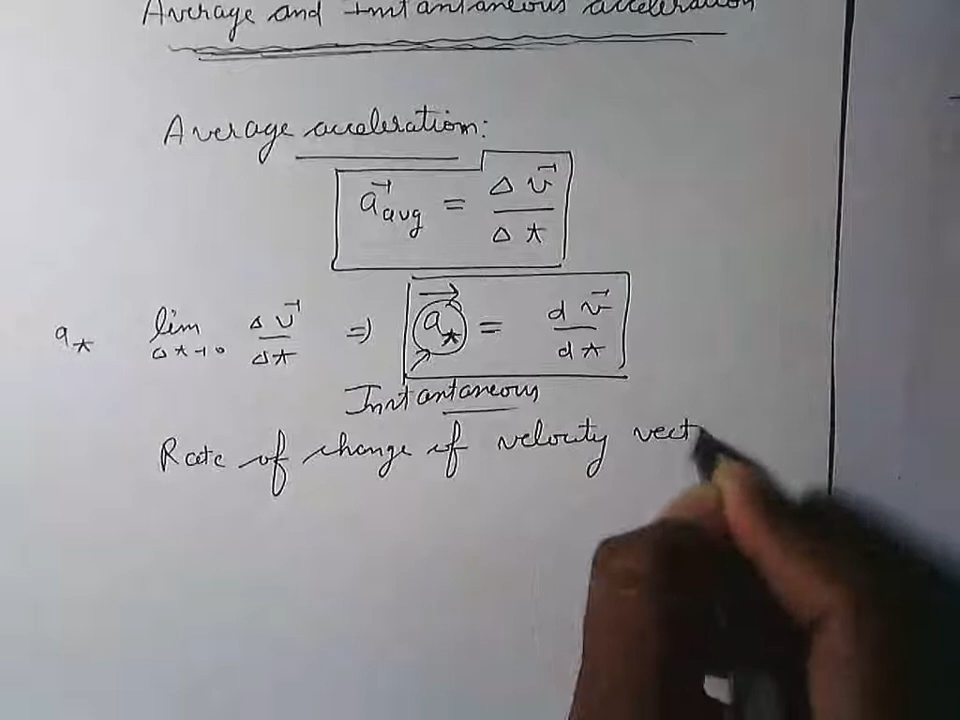 Average and Instantaneous acceleration
Average acceleration:
a⃗avg = Δv⃗/Δt
at lim Δt→0 Δv⃗/Δt ⇒ a⃗t = dv⃗/dt
Instantaneous
Rate of change of velocity vect